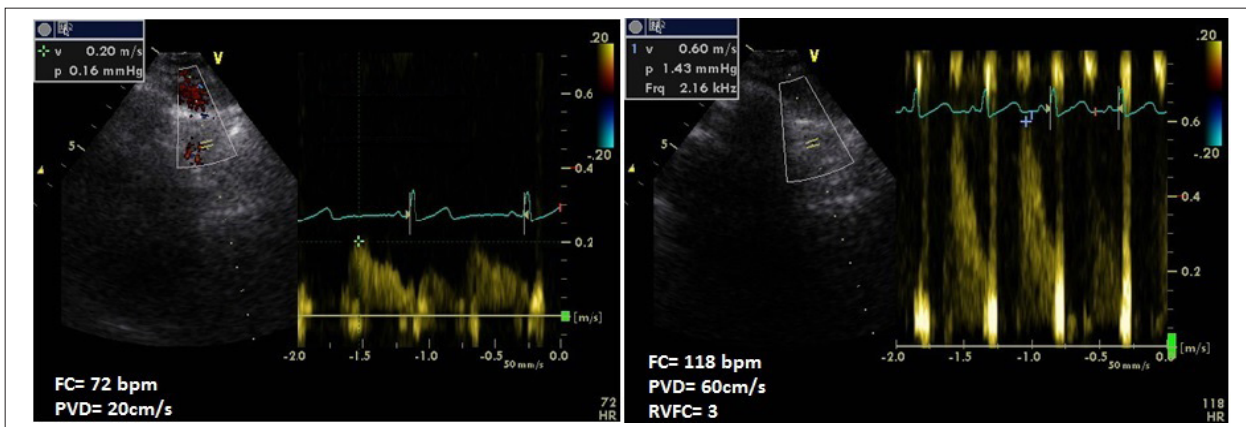 v 0.20 m/s
p 0.16 mmHg
V
5
.20
-.20
0.6
0.4
0.2
[m/s]
-2.0 -1.5 -1.0 -0.5 0.0
50 mm/s
FC= 72 bpm
PVD= 20cm/s
72
HR
1 v 0.60 m/s
p 1.43 mmHg
Frq 2.16 kHz
V
5
.20
-.20
0.6
0.4
0.2
[m/s]
-2.0 -1.5 -1.0 -0.5 0.0
50 mm/s
FC= 118 bpm
PVD= 60cm/s
RVFC= 3
118
HR